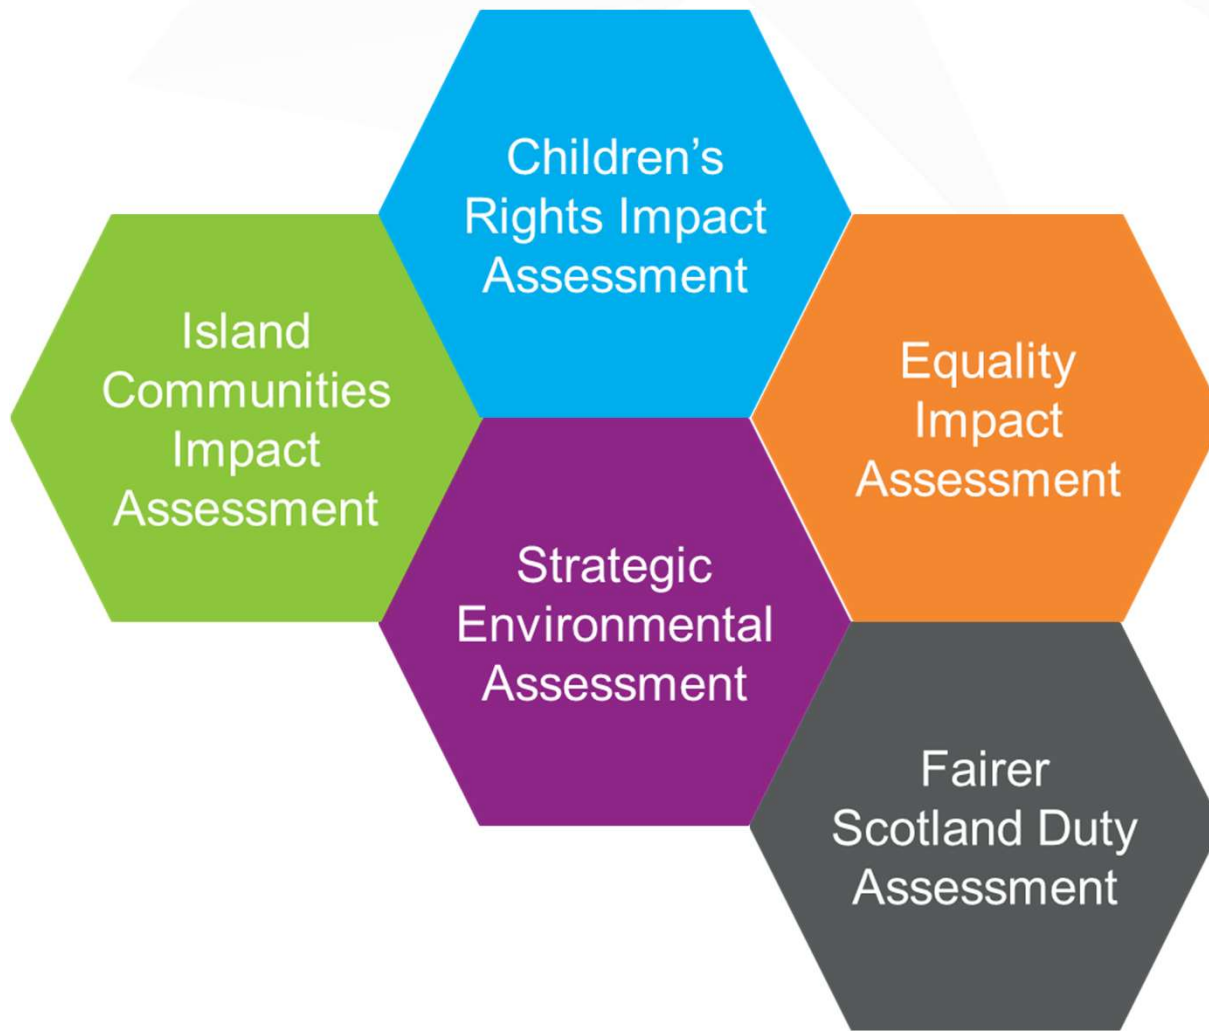 Children’s
Rights Impact
Assessment
Island
Communities
Impact
Assessment
Equality
Impact
Assessment
Strategic
Environmental
Assessment
Fairer
Scotland Duty
Assessment